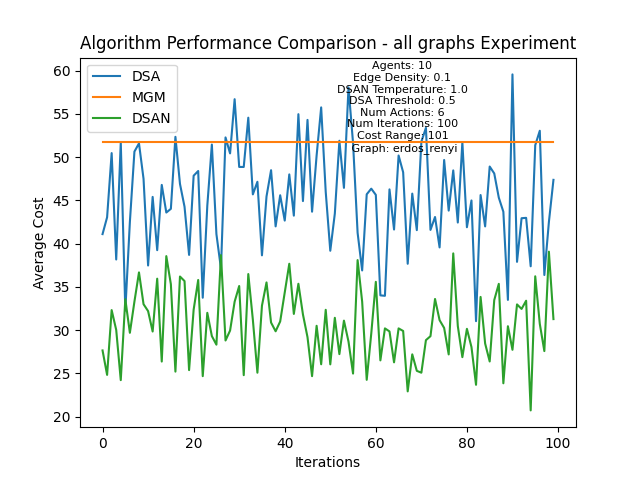 Algorithm Performance Comparison - all graphs Experiment
DSA
MGM
DSAN
Agents: 10
Edge Density: 0.1
DSAN Temperature: 1.0
DSA Threshold: 0.5
Num Actions: 6
Num Iterations: 100
Cost Range: 101
Graph: erdos_renyi
60
55
50
45
40
35
30
25
20
Average Cost
0 20 40 60 80 100
Iterations